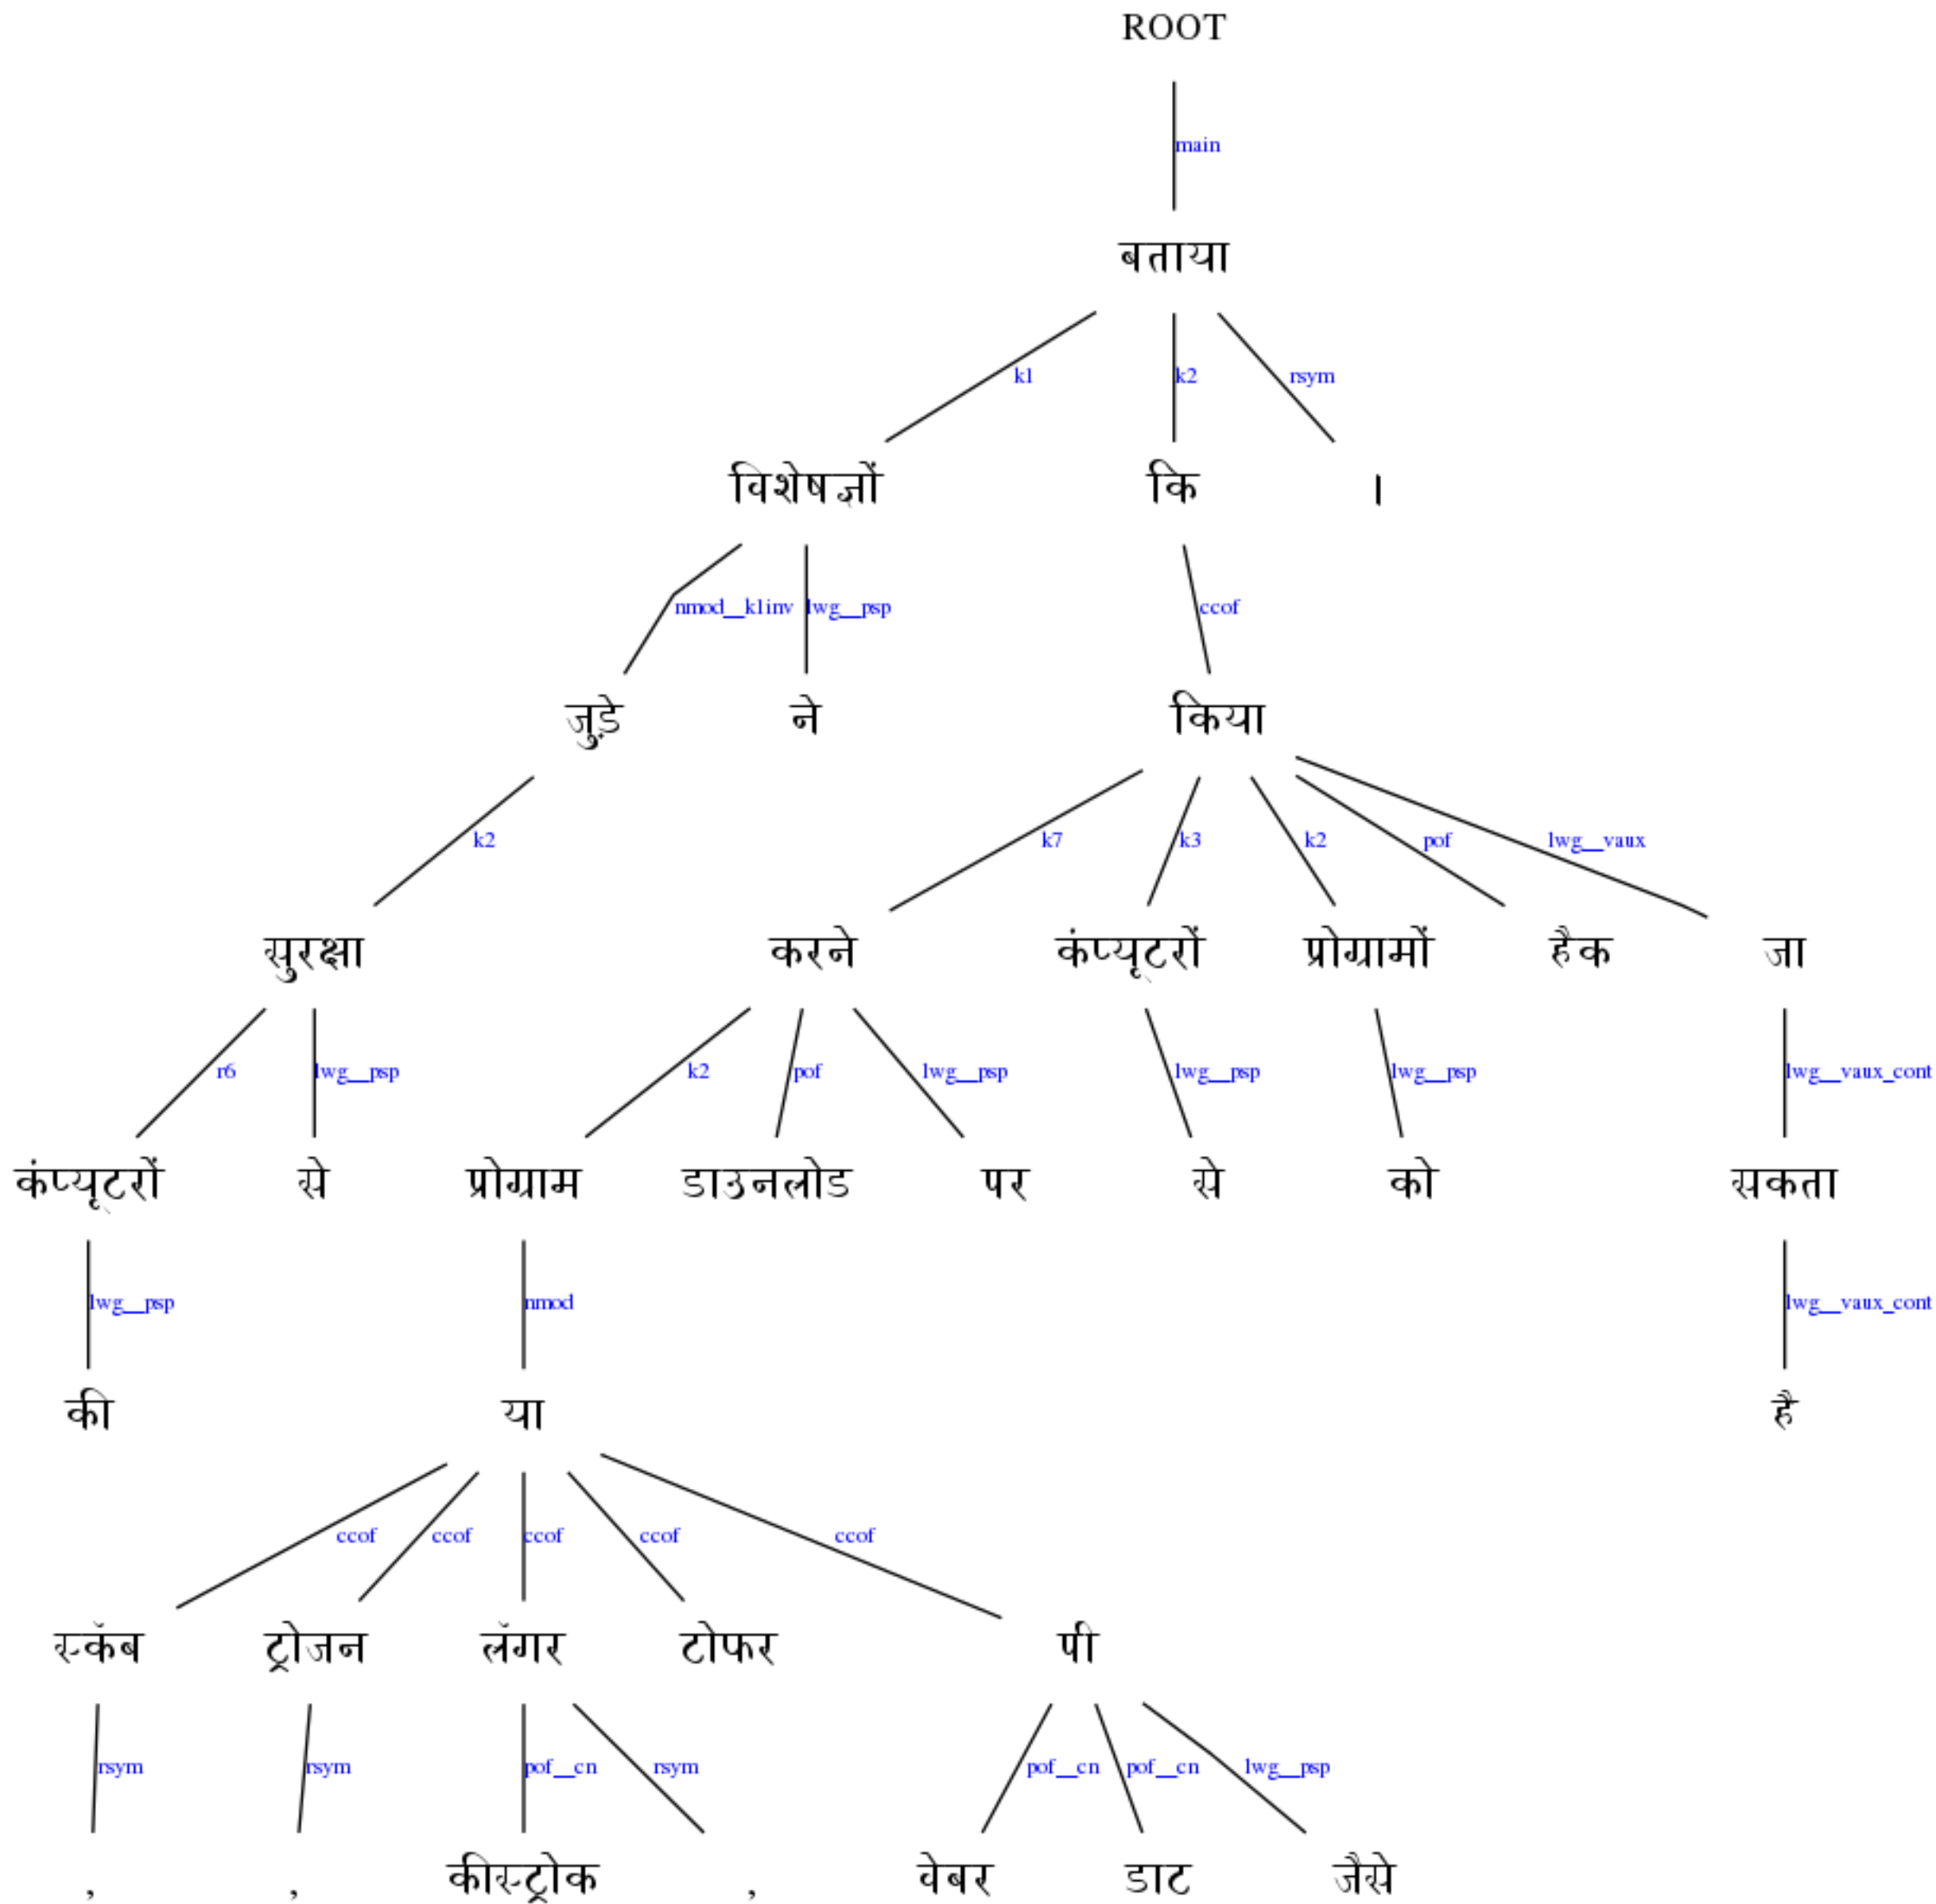 ROOT
main
बताया
k1 k2 rsym
विशेषज्ञों कि ।
nmod__k1inv lwg__psp ccof
जुड़े ने किया
k2 k7 k3 k2 pof lwg__vaux
सुरक्षा करने कंप्यूटरों प्रोग्रामों हैक जा
r6 lwg__psp k2 pof lwg__psp lwg__psp lwg__psp lwg__vaux_cont
कंप्यूटरों से प्रोग्राम डाउनलोड पर से को सकता
lwg__psp nmod lwg__vaux_cont
की या है
ccof ccof ccof ccof ccof
स्कॅब ट्रोजन लॅगर टोफर पी
rsym rsym pof__cn rsym pof__cn pof__cn lwg__psp
, , कीस्ट्रोक , वेबर डाट जैसे